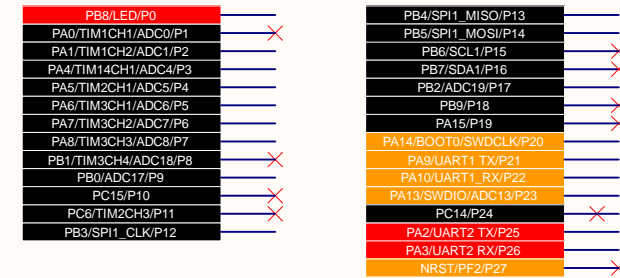 PB8/LED/P0
PA0/TIM1CH1/ADC0/P1
PA1/TIM1CH2/ADC1/P2
PA4/TIM14CH1/ADC4/P3
PA5/TIM2CH1/ADC5/P4
PA6/TIM3CH1/ADC6/P5
PA7/TIM3CH2/ADC7/P6
PA8/TIM3CH3/ADC8/P7
PB1/TIM3CH4/ADC18/P8
PB0/ADC17/P9
PC15/P10
PC6/TIM2CH3/P11
PB3/SPI1_CLK/P12
PB4/SPI1_MISO/P13
PB5/SPI1_MOSI/P14
PB6/SCL1/P15
PB7/SDA1/P16
PB2/ADC19/P17
PB9/P18
PA15/P19
PA14/BOOT0/SWDCLK/P20
PA9/UART1 TX/P21
PA10/UART1_RX/P22
PA13/SWDIO/ADC13/P23
PC14/P24
PA2/UART2 TX/P25
PA3/UART2 RX/P26
NRST/PF2/P27